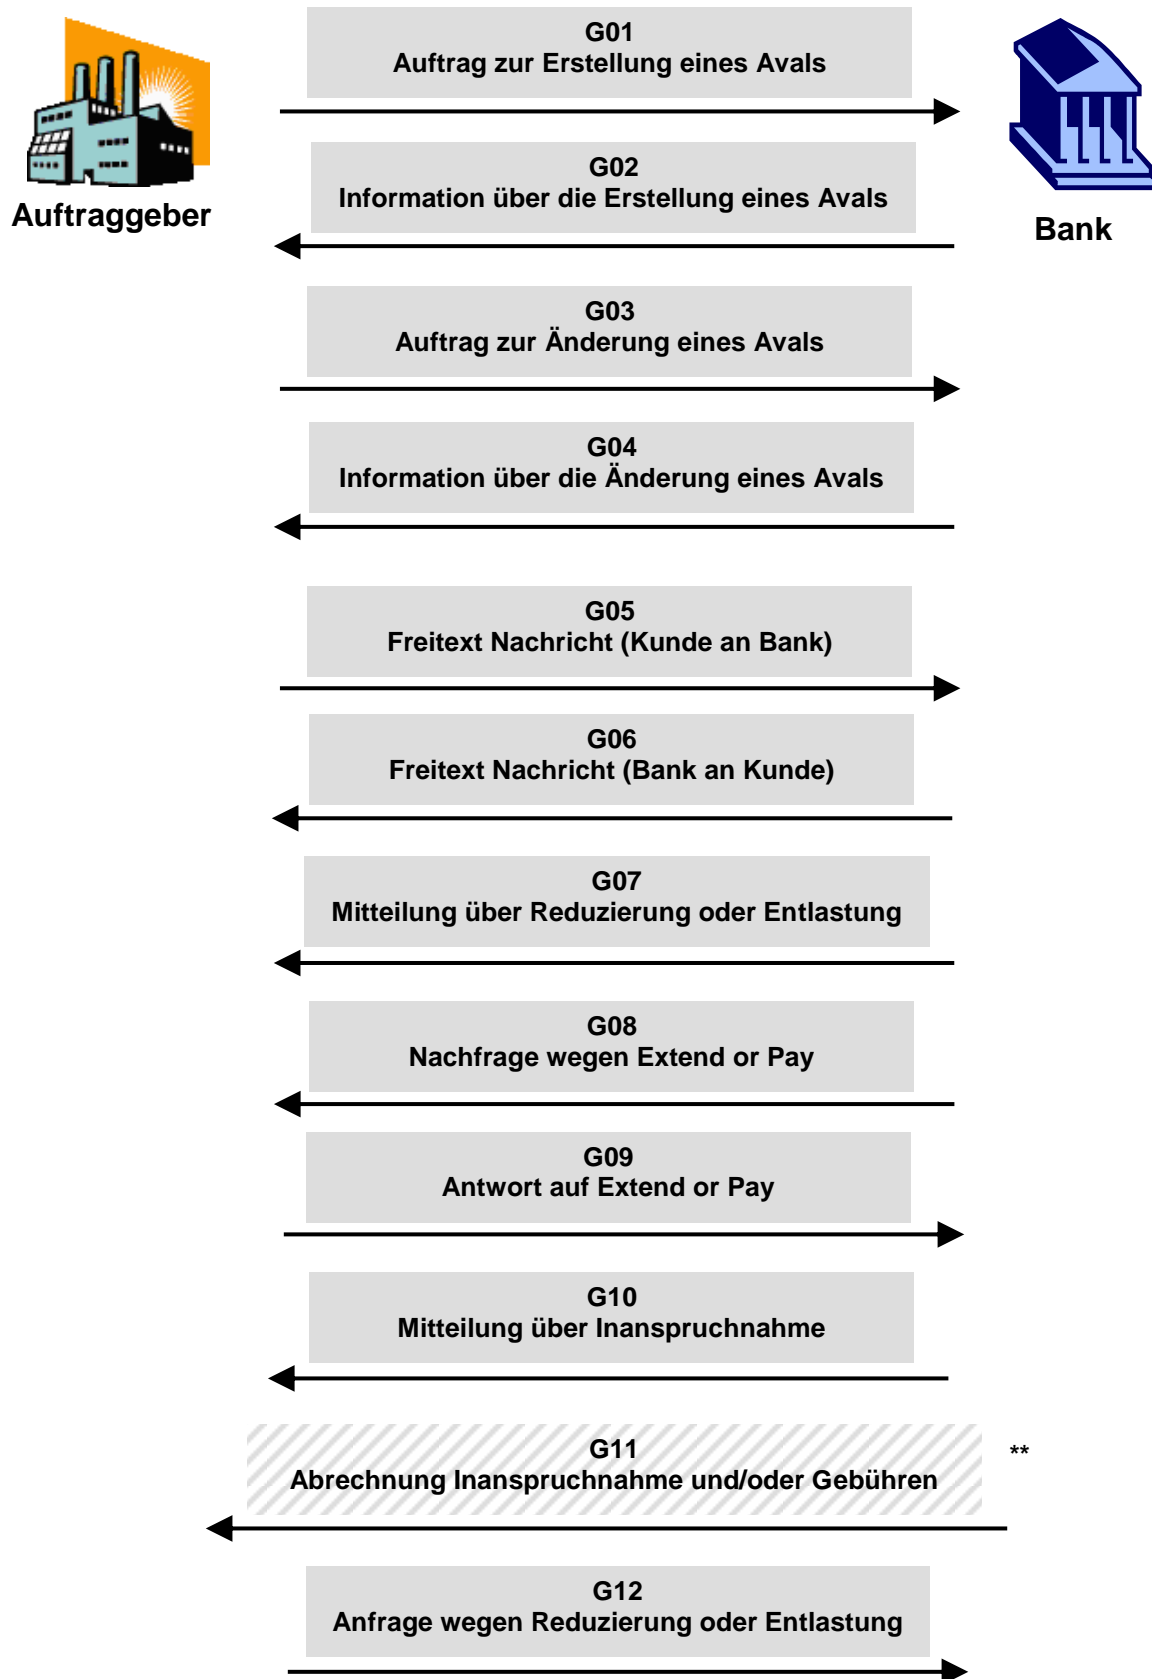 G01
Auftrag zur Erstellung eines Avals
G02
Information über die Erstellung eines Avals
Auftraggeber
Bank
G03
Auftrag zur Änderung eines Avals
G04
Information über die Änderung eines Avals
G05
Freitext Nachricht (Kunde an Bank)
G06
Freitext Nachricht (Bank an Kunde)
G07
Mitteilung über Reduzierung oder Entlastung
G08
Nachfrage wegen Extend or Pay
G09
Antwort auf Extend or Pay
G10
Mitteilung über Inanspruchnahme
G11
**
Abrechnung Inanspruchnahme und/oder Gebühren
G12
Anfrage wegen Reduzierung oder Entlastung